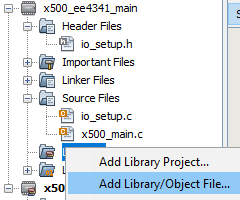 x500_ee4341_main
Header Files
io_setup.h
Important Files
Linker Files
Source Files
io_setup.c
x500_main.c
Add Library Project...
Add Library/Object File...